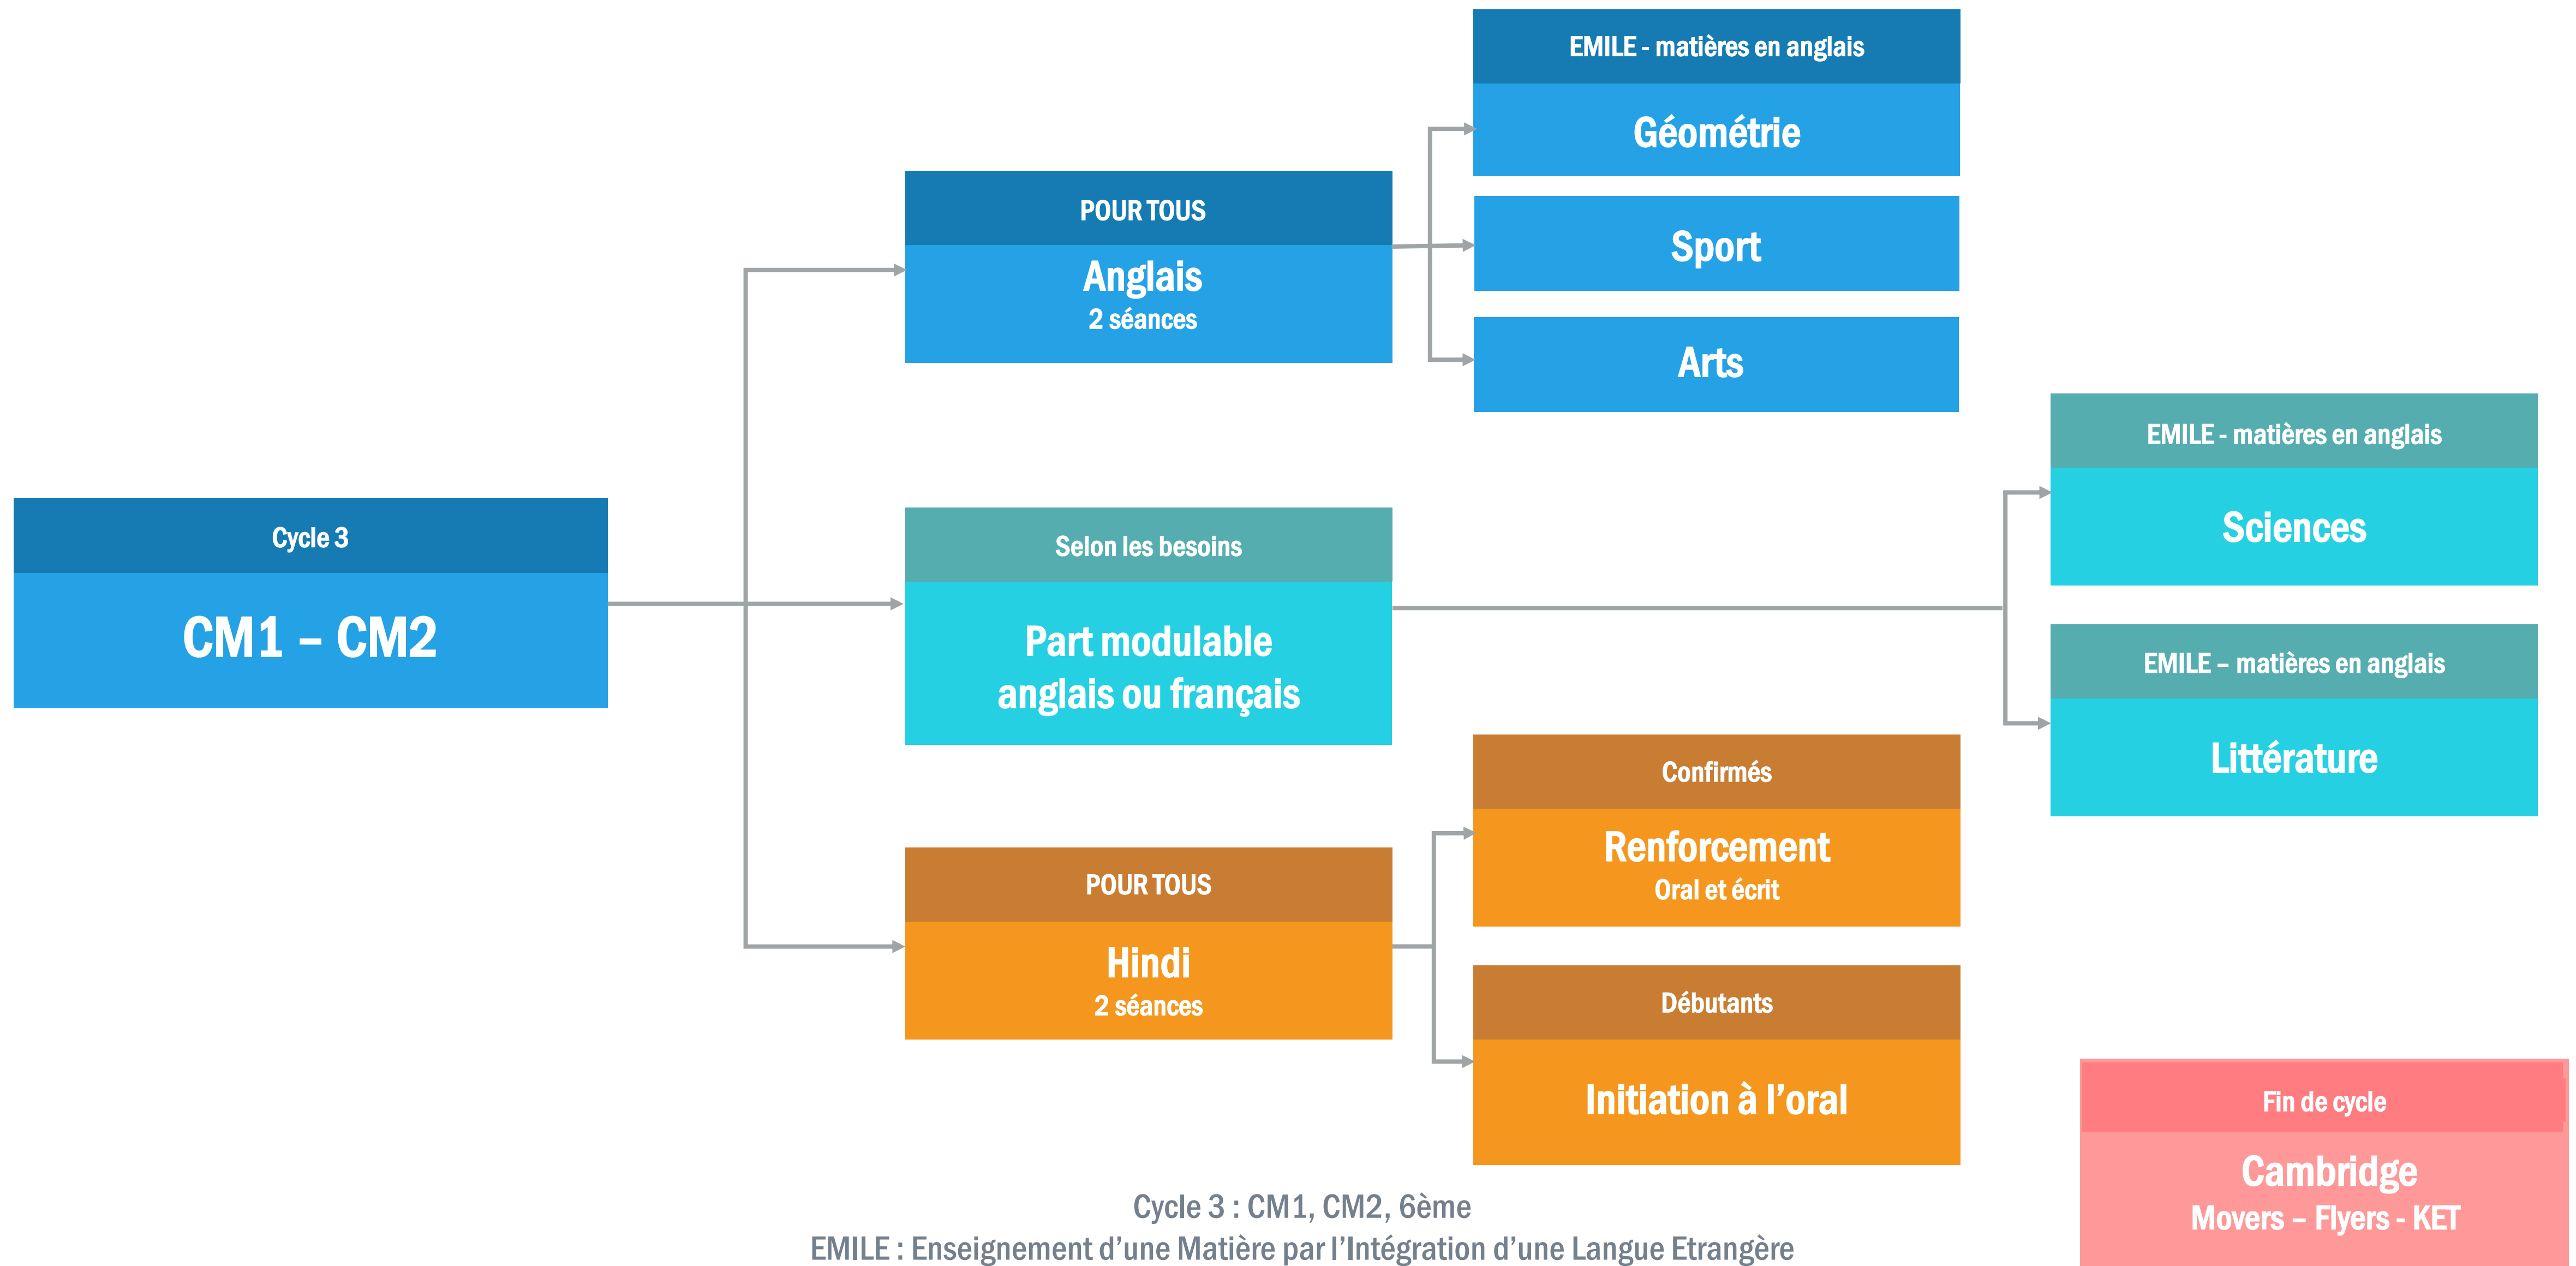 Cycle 3
CM1 – CM2
POUR TOUS
Anglais
2 séances
EMILE - matières en anglais
Géométrie
Sport
Arts
Selon les besoins
Part modulable
anglais ou français
EMILE - matières en anglais
Sciences
EMILE – matières en anglais
Littérature
POUR TOUS
Hindi
2 séances
Confirmés
Renforcement
Oral et écrit
Débutants
Initiation à l’oral
Fin de cycle
Cambridge
Movers – Flyers - KET
Cycle 3 : CM1, CM2, 6ème
EMILE : Enseignement d’une Matière par l’Intégration d’une Langue Etrangère